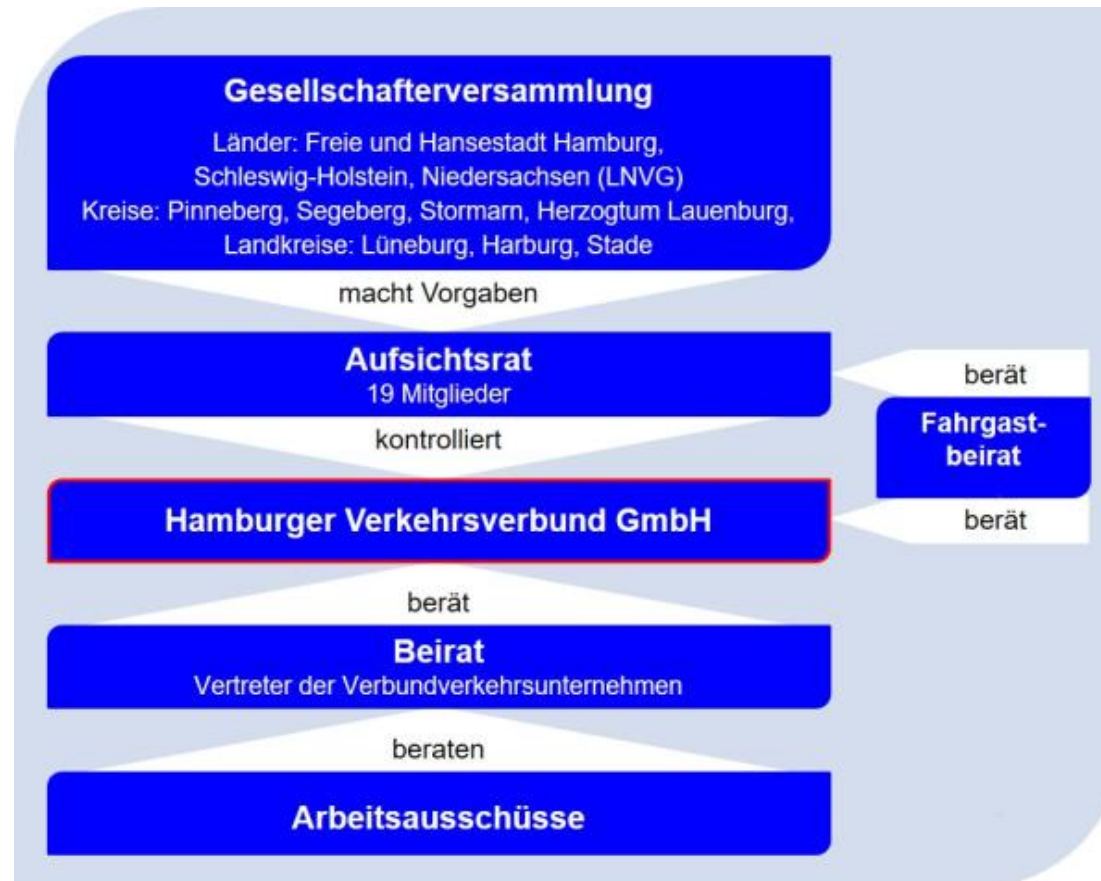 Gesellschafterversammlung
Länder: Freie und Hansestadt Hamburg,
Schleswig-Holstein, Niedersachsen (LNVG)
Kreise: Pinneberg, Segeberg, Stormarn, Herzogtum Lauenburg,
Landkreise: Lüneburg, Harburg, Stade
macht Vorgaben
Aufsichtsrat
19 Mitglieder
berät
kontrolliert
Fahrgast-
beirat
Hamburger Verkehrsverbund GmbH
berät
berät
Beirat
Vertreter der Verbundverkehrsunternehmen
beraten
Arbeitsausschüsse